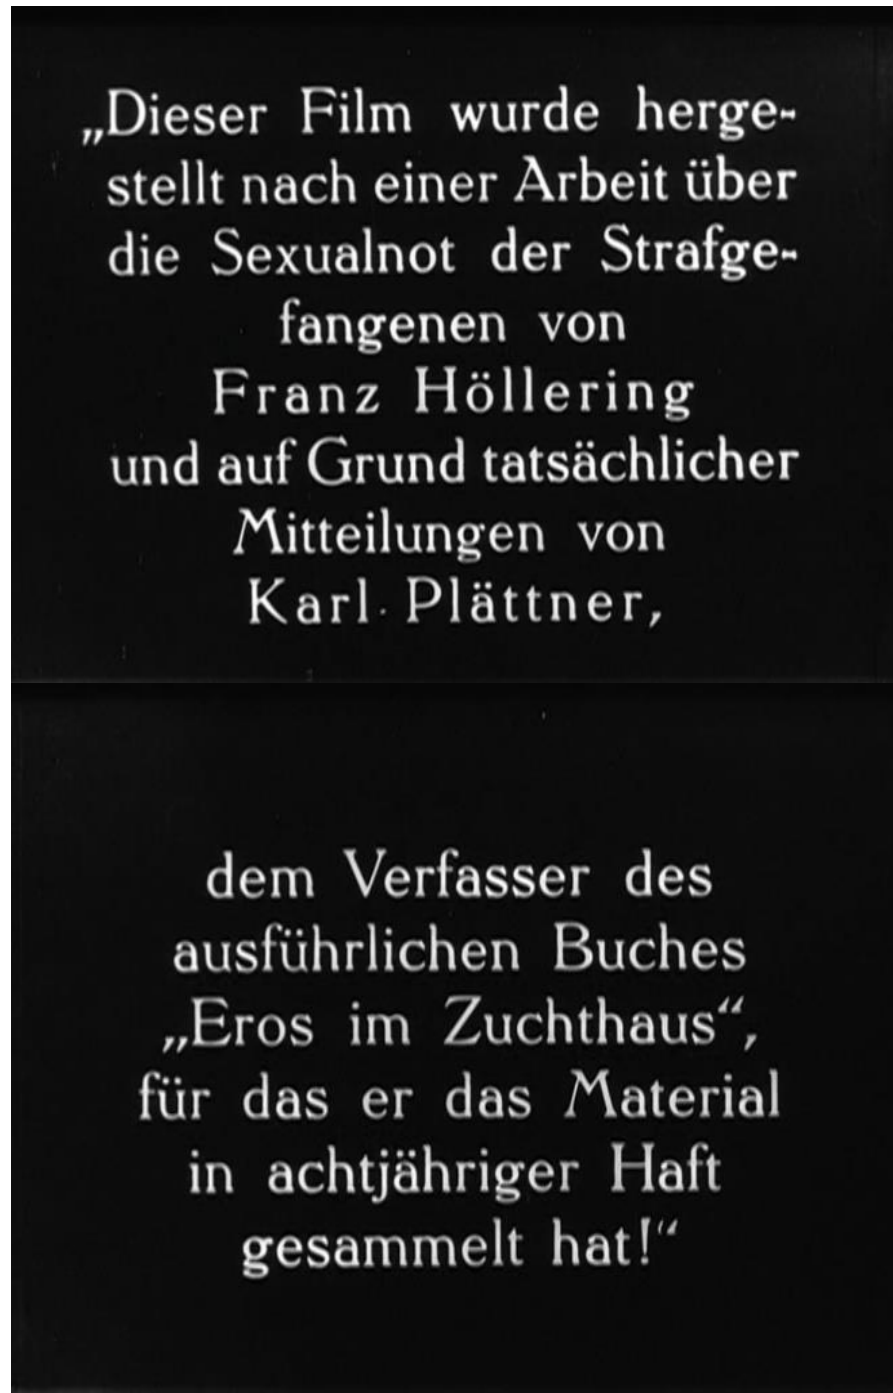 „Dieser Film wurde herge-
stellt nach einer Arbeit über
die Sexualnot der Strafge-
fangenen von
Franz Höllering
und auf Grund tatsächlicher
Mitteilungen von
Karl Plättner,
dem Verfasser des
ausführlichen Buches
„Eros im Zuchthaus“,
für das er das Material
in achtjähriger Haft
gesammelt hat!“